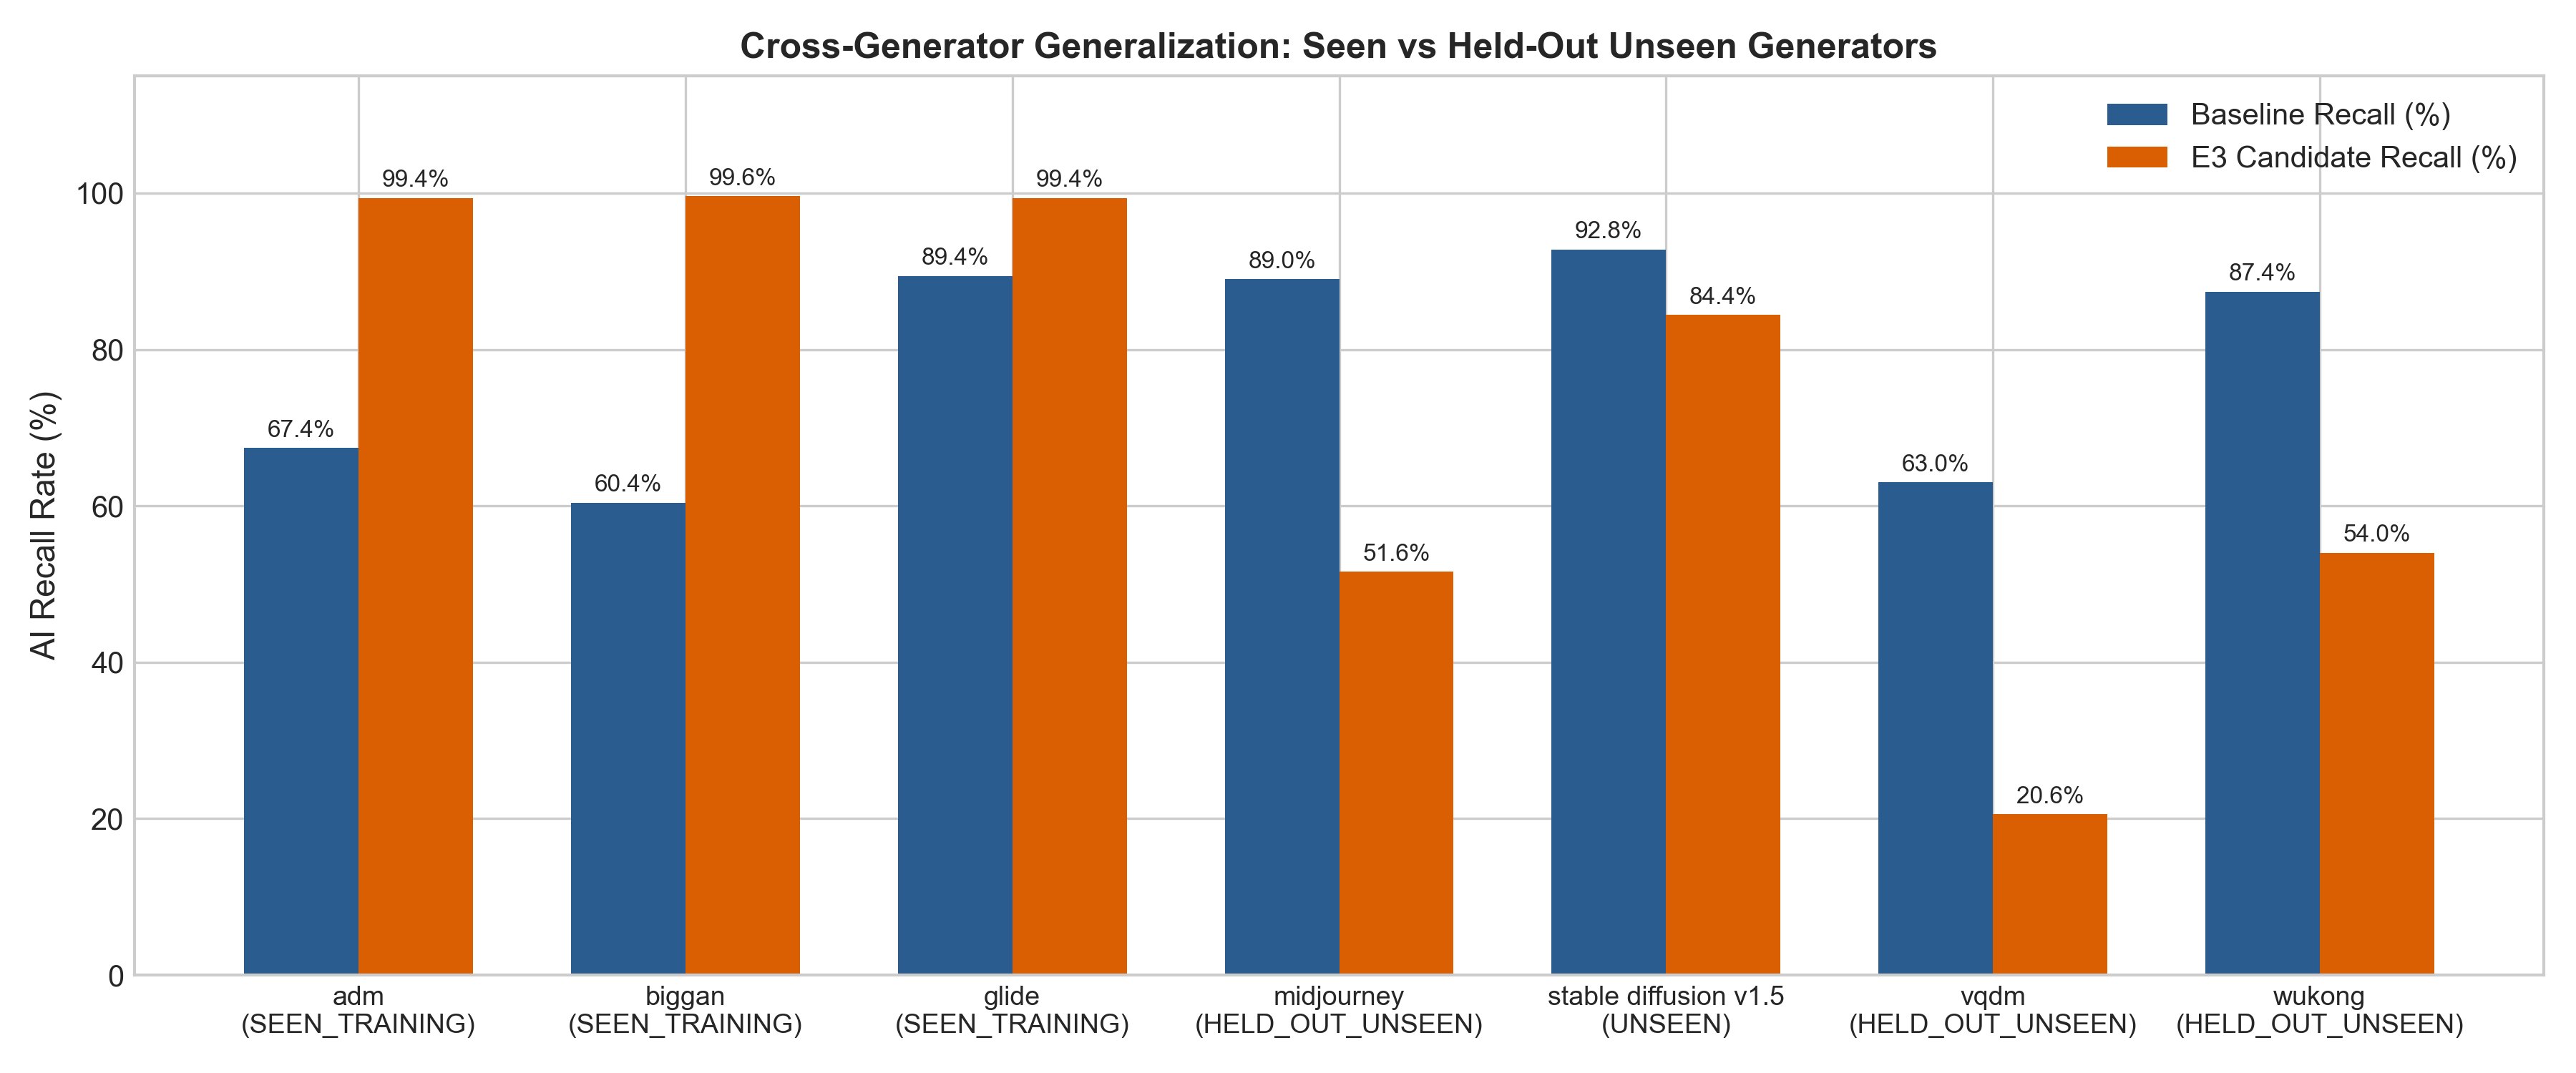 Cross-Generator Generalization: Seen vs Held-Out Unseen Generators
Baseline Recall (%)
E3 Candidate Recall (%)
AI Recall Rate (%)
100
80
60
40
20
0
67.4%
99.4%
60.4%
99.6%
89.4%
99.4%
89.0%
51.6%
92.8%
84.4%
63.0%
20.6%
87.4%
54.0%
adm
(SEEN_TRAINING)
biggan
(SEEN_TRAINING)
glide
(SEEN_TRAINING)
midjourney
(HELD_OUT_UNSEEN)
stable diffusion v1.5
(UNSEEN)
vqdm
(HELD_OUT_UNSEEN)
wukong
(HELD_OUT_UNSEEN)